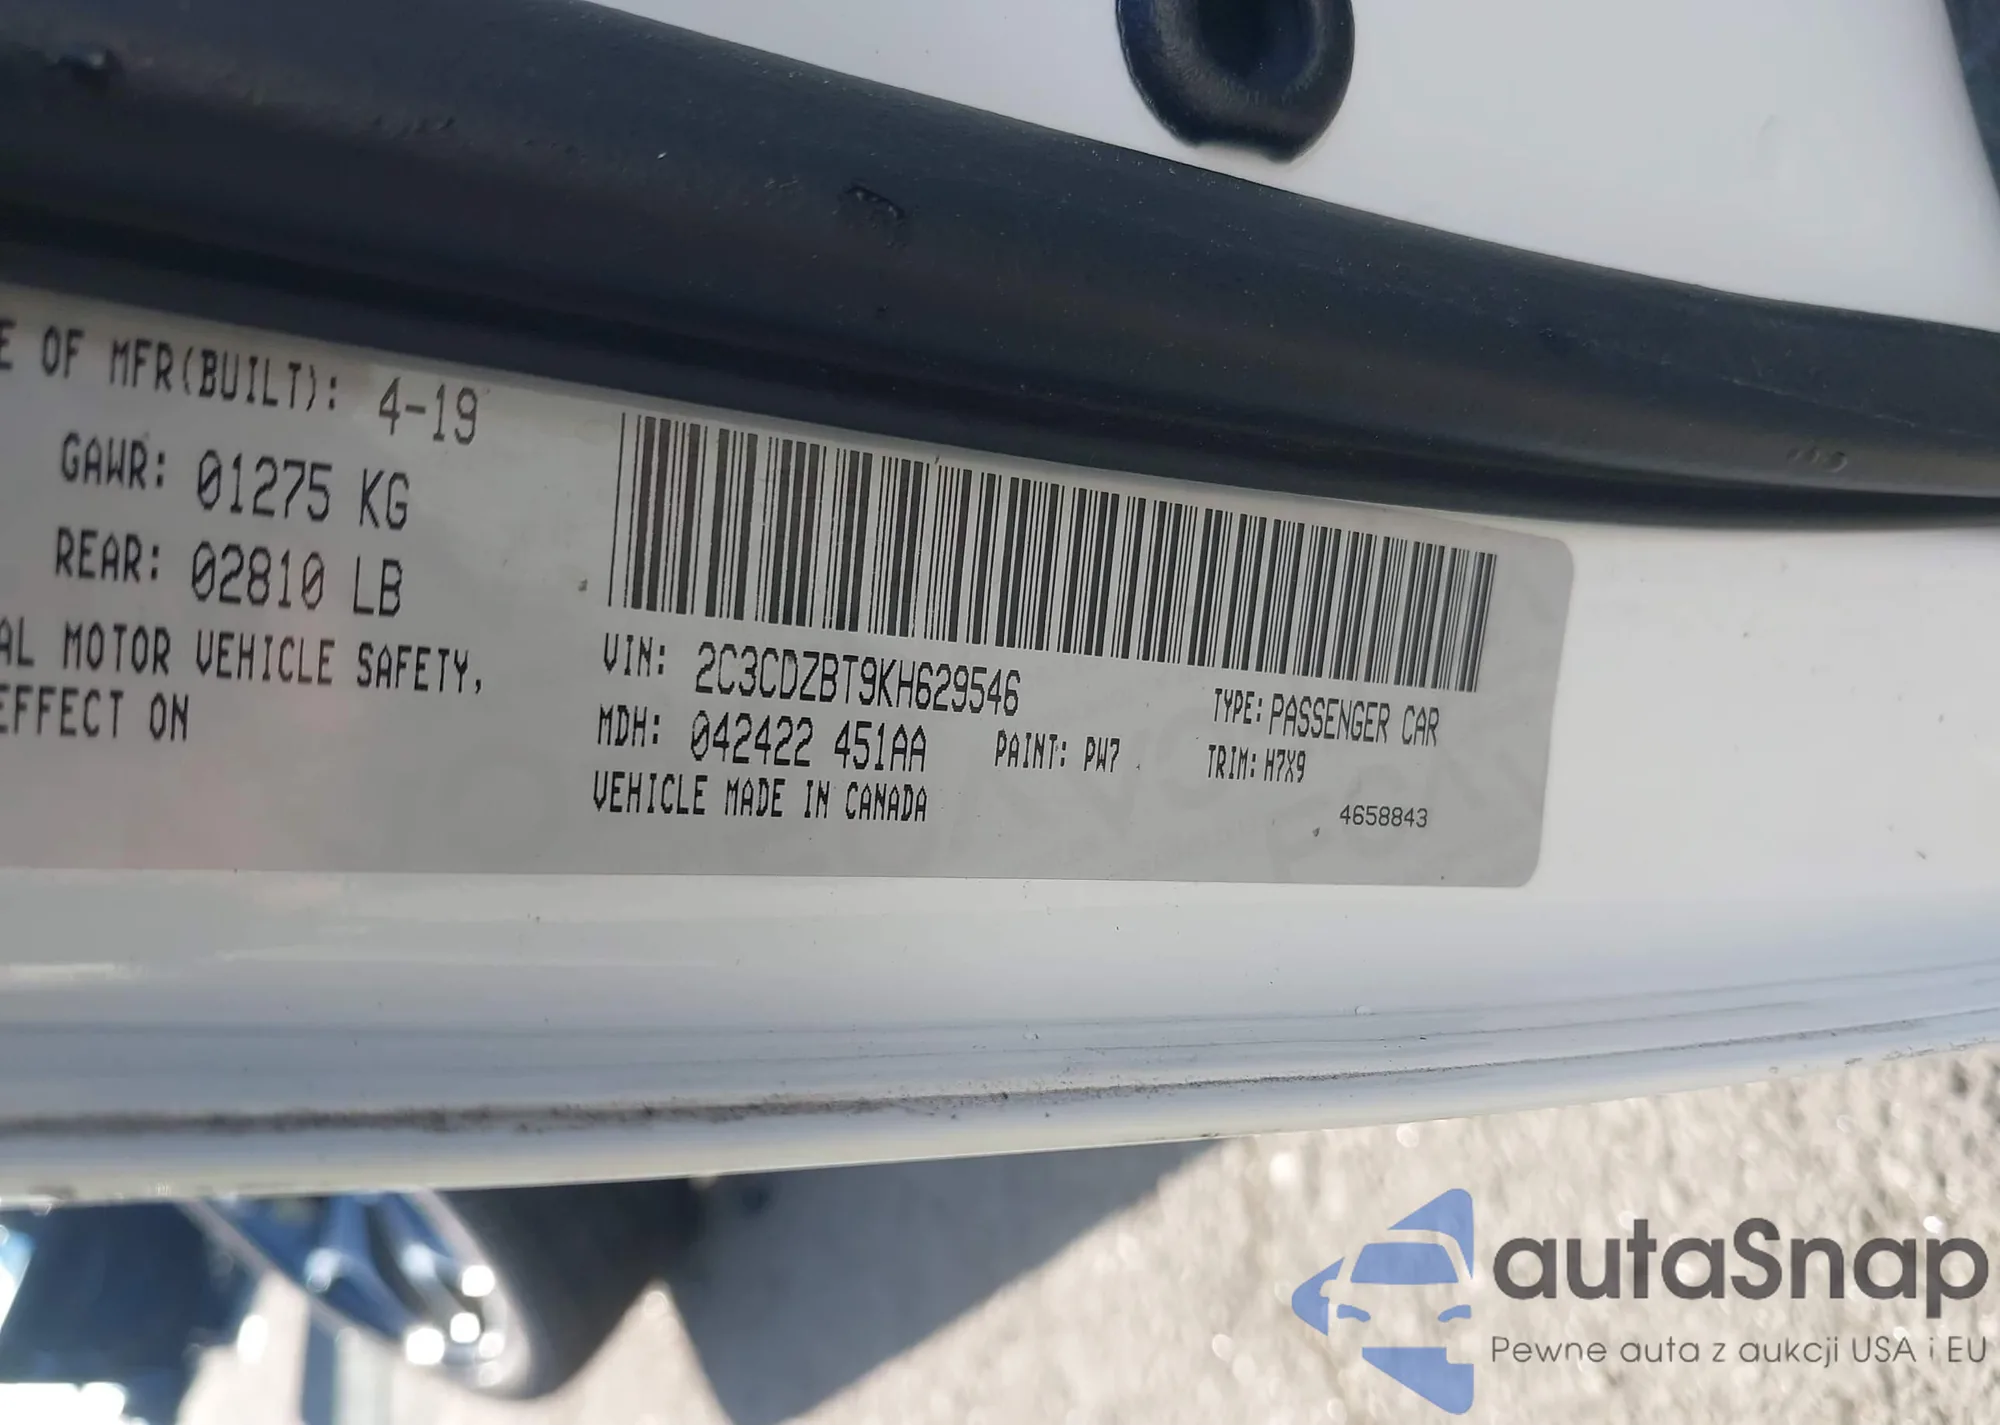 E OF MFR(BUILT): 4-19
GAWR: 01275 KG
REAR: 02810 LB
AL MOTOR VEHICLE SAFETY,
EFFECT ON
VIN: 2C3CDZBT9KH629546
MDH: 042422 451AA
PAINT: PW7
VEHICLE MADE IN CANADA
TYPE: PASSENGER CAR
TRIM: H7X9
4658843
autaSnap
Pewne auta z aukcji USA i EU